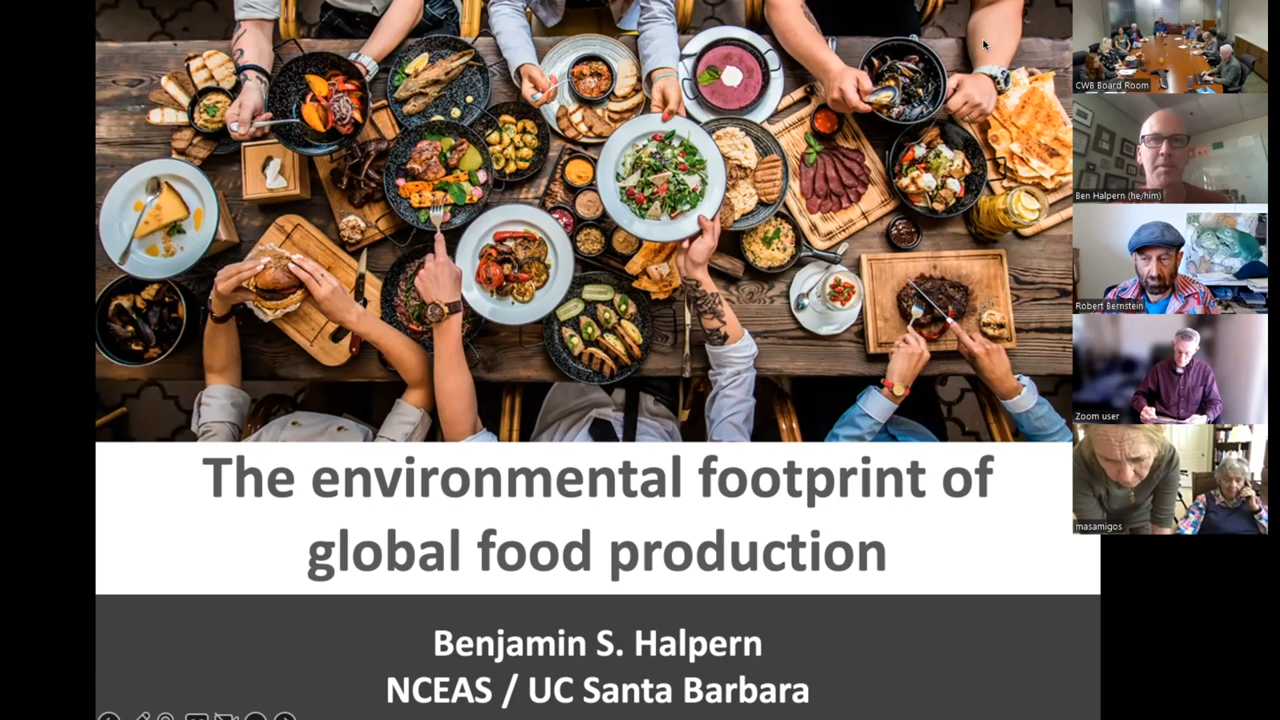 The environmental footprint of
global food production
Benjamin S. Halpern
NCEAS / UC Santa Barbara
CWB Board Room
Ben Halpern (he/him)
Robert Bernstein
Zoom user
masamigos